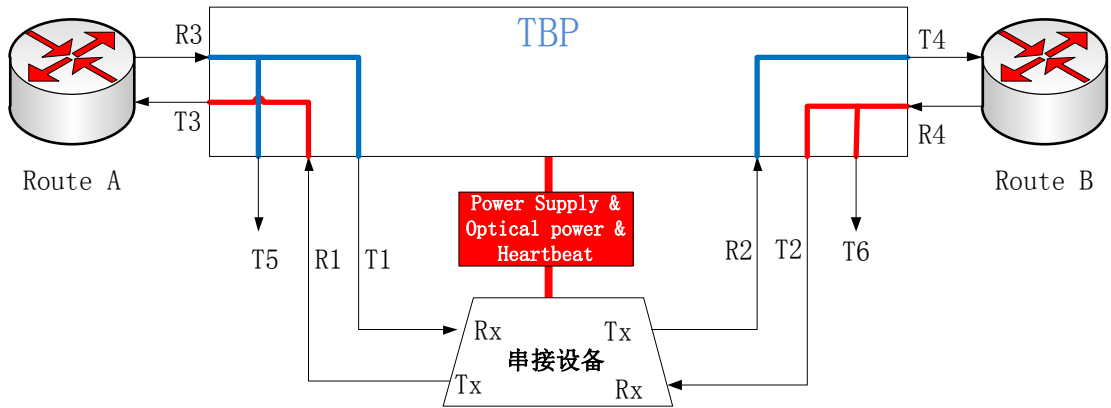 TBP
R3
T4
T3
R4
Route A
Route B
Power Supply &
Optical power &
Heartbeat
T5
R1
T1
R2
T2
T6
Rx
Tx
串接设备
Tx
Rx